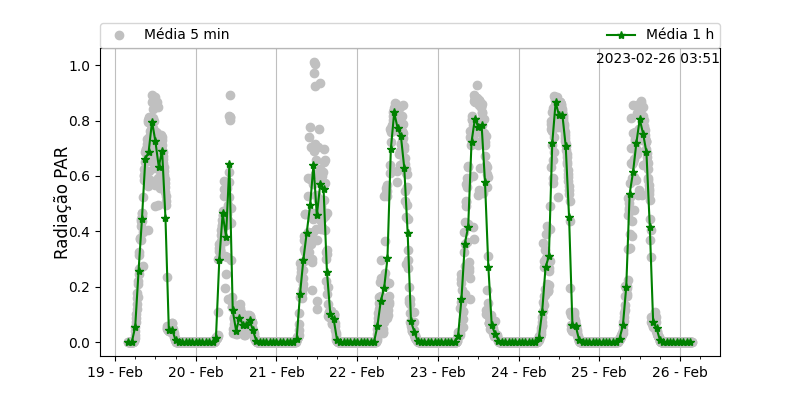 Média 5 min
Média 1 h
2023-02-26 03:51
Radiação PAR
1.0
0.8
0.6
0.4
0.2
0.0
19 - Feb
20 - Feb
21 - Feb
22 - Feb
23 - Feb
24 - Feb
25 - Feb
26 - Feb